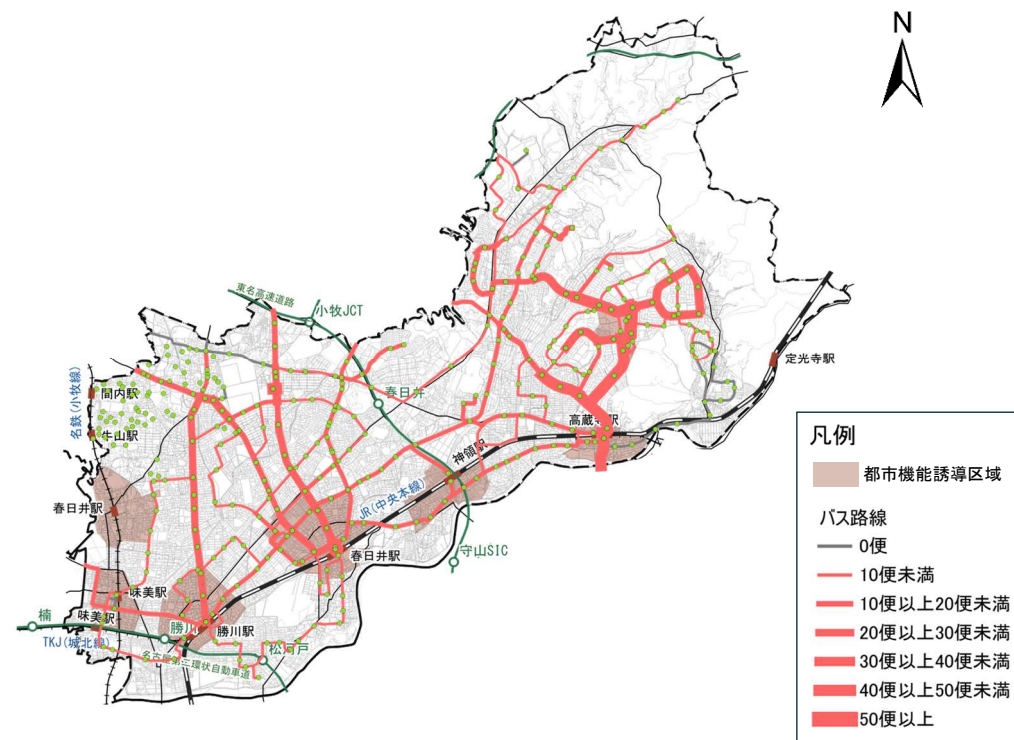 N
東名高速道路
小牧JCT
定光寺駅
名鉄(小牧線)
間内駅
春日井
牛山駅
高蔵寺駅
神領駅
JR(中央本線)
春日井駅
春日井駅
守山SIC
味美駅
楠
味美駅
勝川
勝川駅
TKJ(城北線)
松河戸
名古屋第二環状自動車道
凡例
都市機能誘導区域
バス路線
0便
10便未満
10便以上20便未満
20便以上30便未満
30便以上40便未満
40便以上50便未満
50便以上